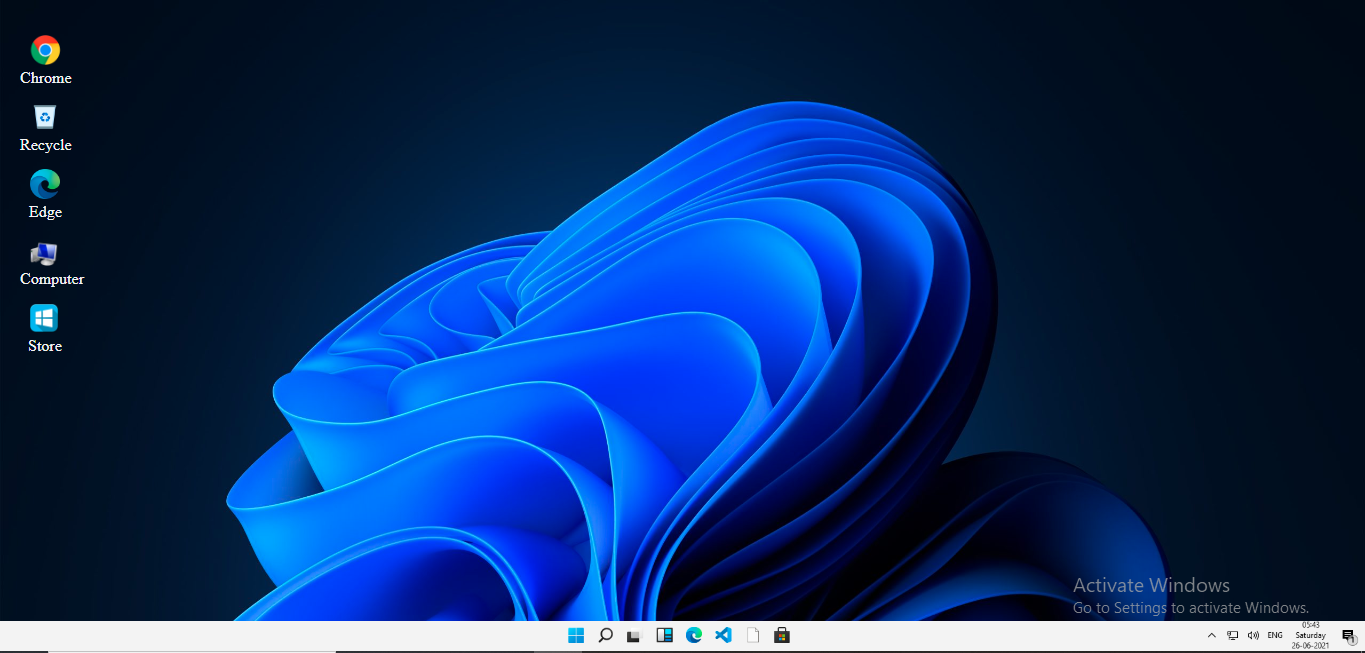 Chrome
Recycle
Edge
Computer
Store
Activate Windows
Go to Settings to activate Windows.
ENG
05:43
Saturday
26-06-2021
1